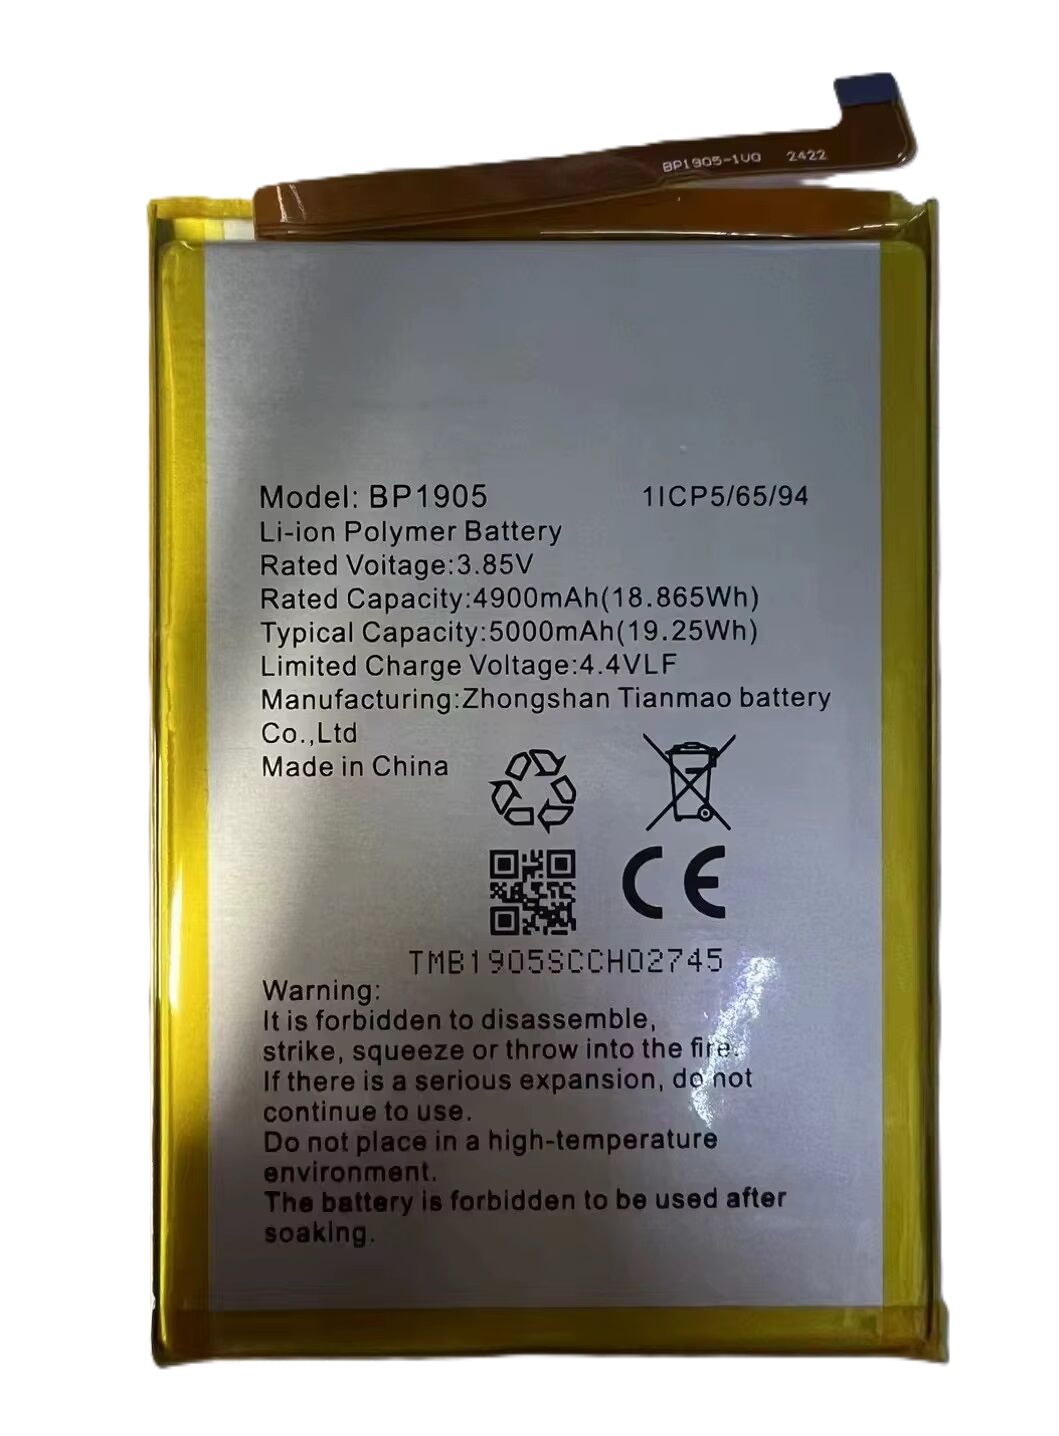 BP1905-1V0 2422
Model: BP1905 1ICP5/65/94
Li-ion Polymer Battery
Rated Voitage:3.85V
Rated Capacity:4900mAh(18.865Wh)
Typical Capacity:5000mAh(19.25Wh)
Limited Charge Voltage:4.4VLF
Manufacturing:Zhongshan Tianmao battery
Co.,Ltd
Made in China
CE
TMB1905SCCH02745
Warning:
It is forbidden to disassemble,
strike, squeeze or throw into the fire.
If there is a serious expansion, do not
continue to use.
Do not place in a high-temperature
environment.
The battery is forbidden to be used after
soaking.